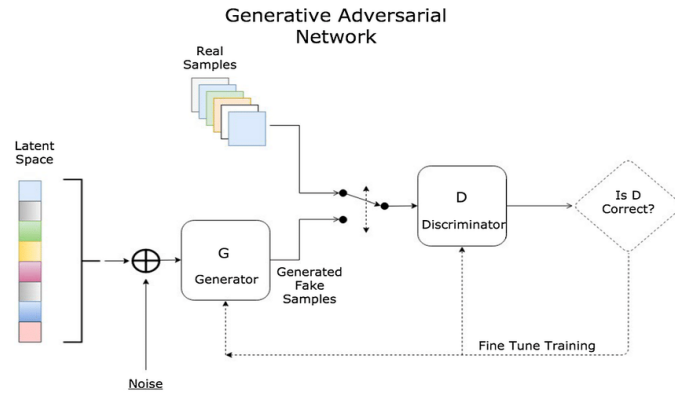 Generative Adversarial
Network
Real
Samples
Latent
Space
G
Generator
Generated
Fake
Samples
D
Discriminator
Is D
Correct?
Fine Tune Training
Noise